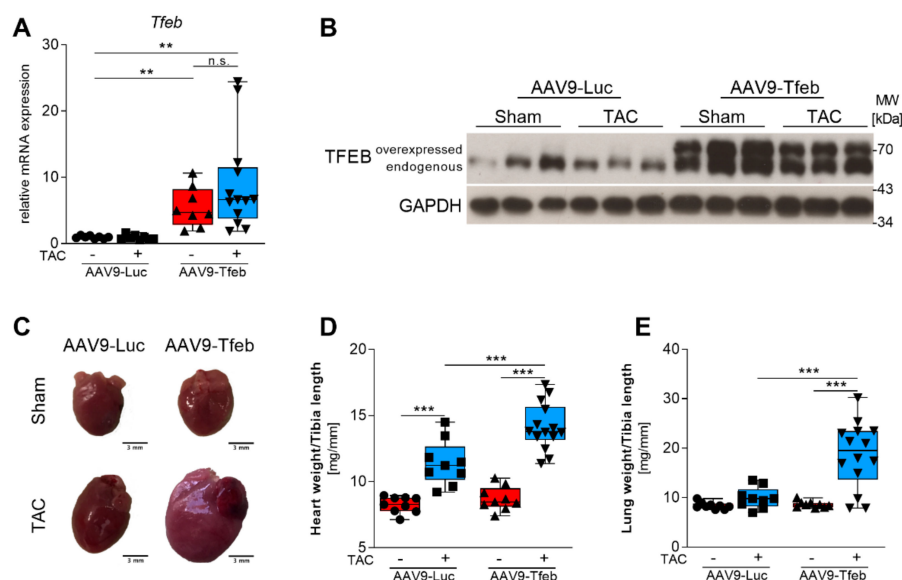 A
Tfeb
relative mRNA expression
30
20
10
0
**
**
n.s.
TAC
- + - +
AAV9-Luc AAV9-Tfeb
B
AAV9-Luc AAV9-Tfeb
Sham TAC Sham TAC
MW
[kDa]
TFEB overexpressed
endogenous
GAPDH
-70
-43
-34
C
AAV9-Luc AAV9-Tfeb
Sham
3 mm 3 mm
TAC
3 mm 3 mm
D
Heart weight/Tibia length
[mg/mm]
20
15
10
5
***
***
***
TAC - + - +
AAV9-Luc AAV9-Tfeb
E
Lung weight/Tibia length
[mg/mm]
40
30
20
10
0
***
***
TAC - + - +
AAV9-Luc AAV9-Tfeb